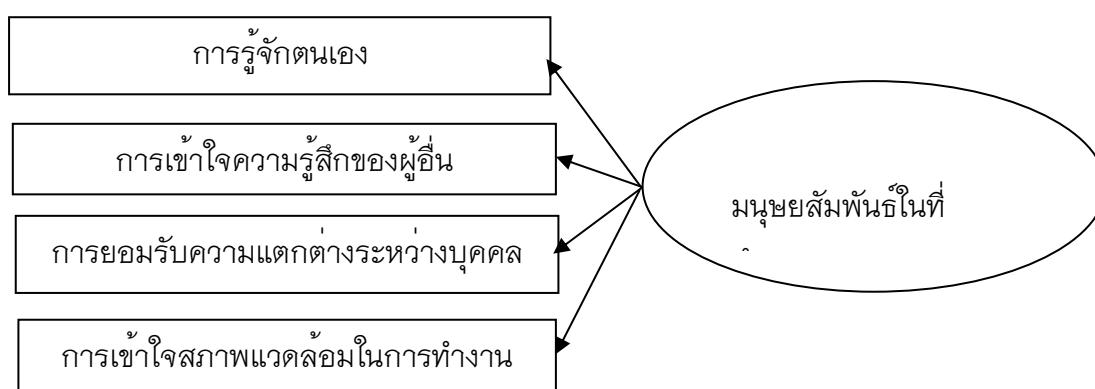 การรู้จักตนเอง
การเข้าใจความรู้สึกของผู้อื่น
การยอมรับความแตกต่างระหว่างบุคคล
การเข้าใจสภาพแวดล้อมในการทำงาน
มนุษยสัมพันธ์ในที่